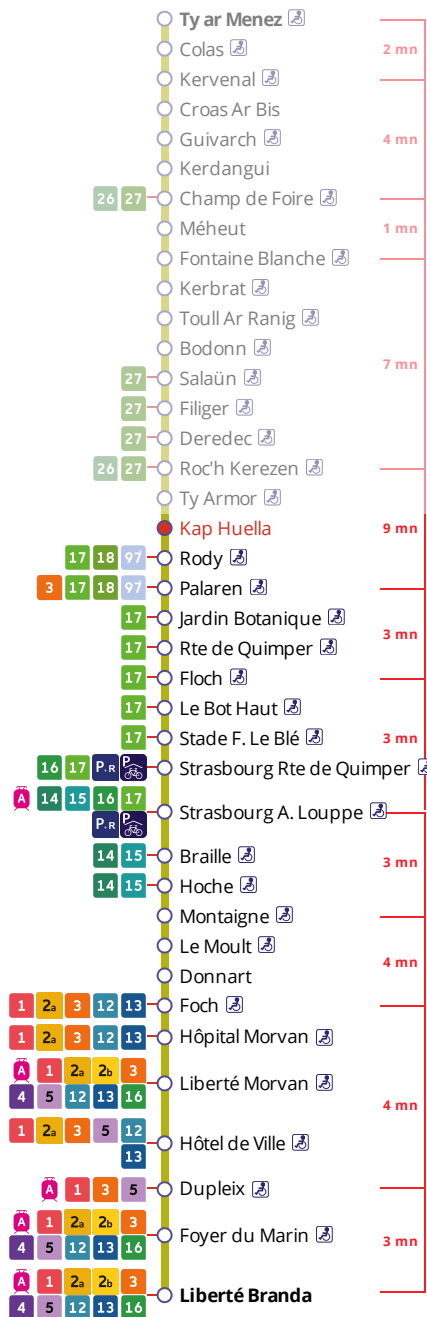 Ty ar Menez
Colas
2 mn
Kervenal
Croas Ar Bis
Guivarch
4 mn
Kerdangui
26 27 Champ de Foire
Méheut
1 mn
Fontaine Blanche
Kerbrat
Toull Ar Ranig
Bodonn
7 mn
27 Salaün
27 Filiger
27 Deredec
26 27 Roc'h Kerezen
Ty Armor
Kap Huella
9 mn
17 18 97 Rody
3 17 18 97 Palaren
17 Jardin Botanique
3 mn
17 Rte de Quimper
17 Floch
17 Le Bot Haut
17 Stade F. Le Blé
3 mn
16 17 P+R P Strasbourg Rte de Quimper
A 14 15 16 17
P+R P
Strasbourg A. Louppe
14 15 Braille
3 mn
14 15 Hoche
Montaigne
Le Moult
4 mn
Donnart
1 2a 3 12 13 Foch
1 2a 3 12 13 Hôpital Morvan
A 1 2a 2b 3
4 5 12 13 16
Liberté Morvan
4 mn
1 2a 3 5 12
13
Hôtel de Ville
A 1 3 5 Dupleix
A 1 2a 2b 3
4 5 12 13 16
Foyer du Marin
3 mn
A 1 2a 2b 3
4 5 12 13 16
Liberté Branda